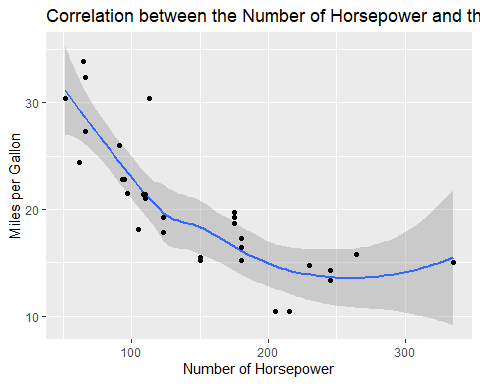 Correlation between the Number of Horsepower and th
Miles per Gallon
30
20
10
100
200
300
Number of Horsepower